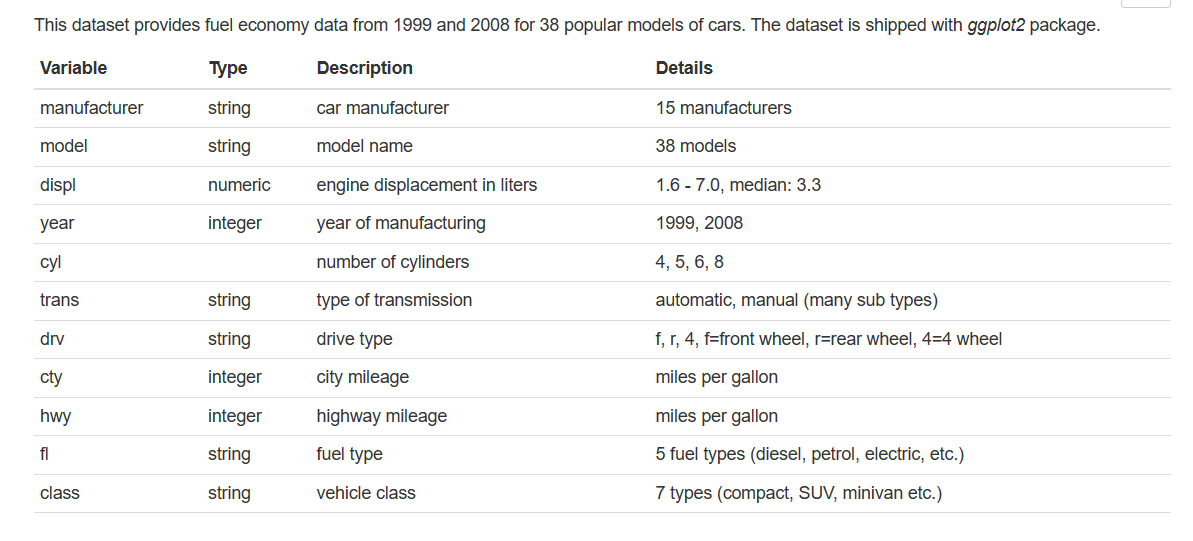 This dataset provides fuel economy data from 1999 and 2008 for 38 popular models of cars. The dataset is shipped with ggplot2 package.
Variable Type Description Details
manufacturer string car manufacturer 15 manufacturers
model string model name 38 models
displ numeric engine displacement in liters 1.6 - 7.0, median: 3.3
year integer year of manufacturing 1999, 2008
cyl number of cylinders 4, 5, 6, 8
trans string type of transmission automatic, manual (many sub types)
drv string drive type f, r, 4, f=front wheel, r=rear wheel, 4=4 wheel
cty integer city mileage miles per gallon
hwy integer highway mileage miles per gallon
fl string fuel type 5 fuel types (diesel, petrol, electric, etc.)
class string vehicle class 7 types (compact, SUV, minivan etc.)